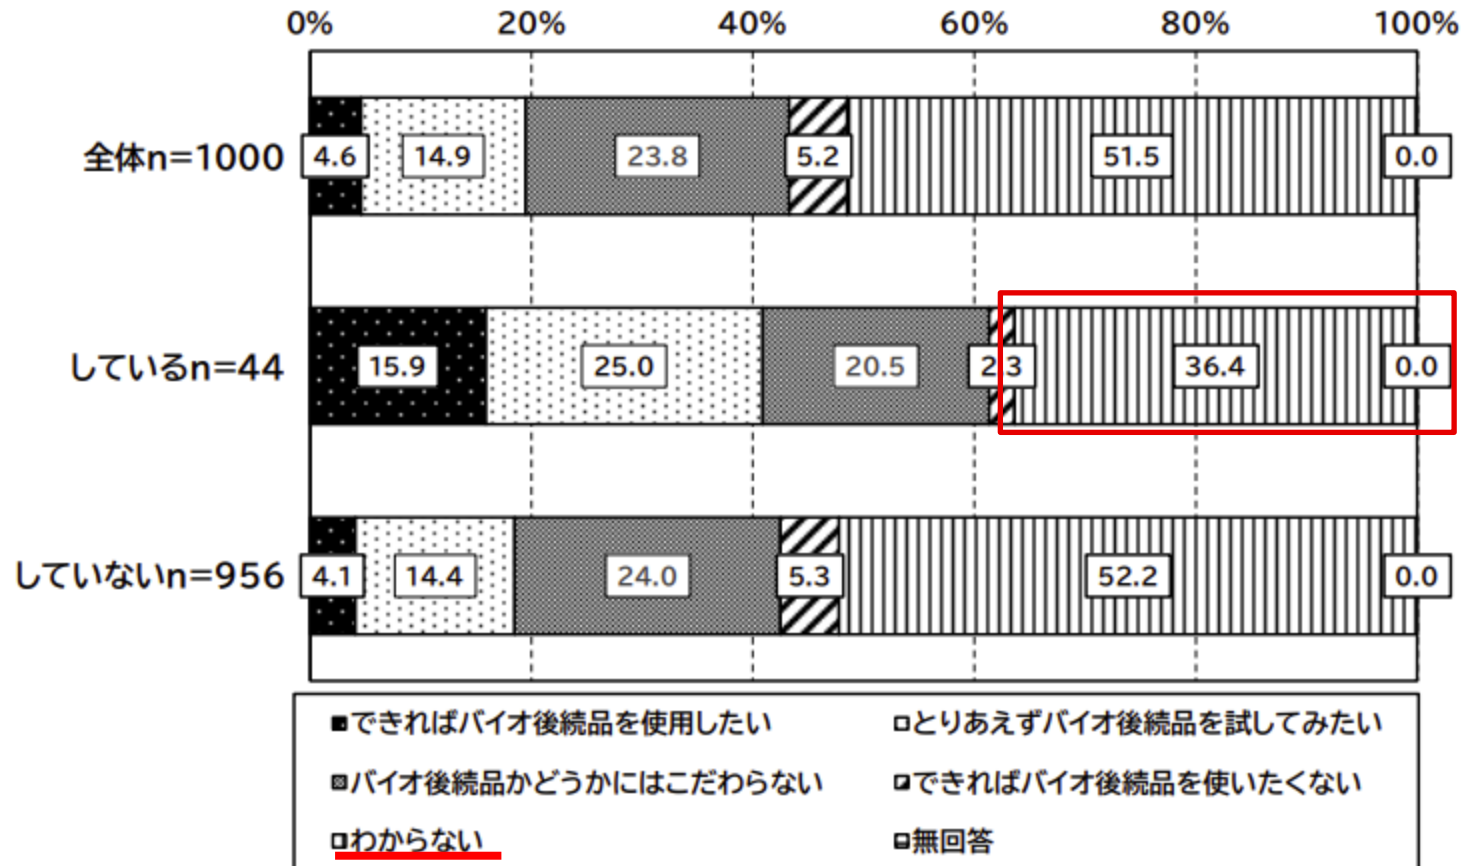 0% 20% 40% 60% 80% 100%
全体n=1000 4.6 14.9 23.8 5.2 51.5 0.0
しているn=44 15.9 25.0 20.5 2.3 36.4 0.0
していないn=956 4.1 14.4 24.0 5.3 52.2 0.0
できればバイオ後続品を使用したい とりあえずバイオ後続品を試してみたい
バイオ後続品かどうかにはこだわらない できればバイオ後続品を使いたくない
わからない 無回答